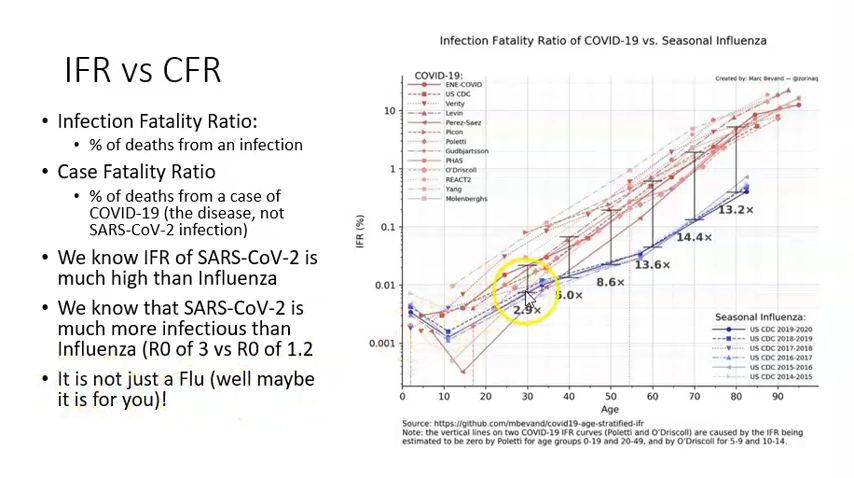 IFR vs CFR
• Infection Fatality Ratio:
• % of deaths from an infection
• Case Fatality Ratio
• % of deaths from a case of
COVID-19 (the disease, not
SARS-CoV-2 infection)
• We know IFR of SARS-CoV-2 is
much high than Influenza
• We know that SARS-CoV-2 is
much more infectious than
Influenza (R0 of 3 vs R0 of 1.2
• It is not just a Flu (well maybe
it is for you)!
Infection Fatality Ratio of COVID-19 vs. Seasonal Influenza
Created by: Marc Bevand — @zorinaq
COVID-19:
ENE-COVID
US CDC
Verity
Levin
Perez-Saez
Picon
Poletti
Gudbjartsson
PHAS
O'Driscoll
REACT2
Yang
Molenberghs
IFR (%)
10
1
0.1
0.01
0.001
2.9×
5.0×
8.6×
13.6×
14.4×
13.2×
Seasonal Influenza:
US CDC 2019-2020
US CDC 2018-2019
US CDC 2017-2018
US CDC 2016-2017
US CDC 2015-2016
US CDC 2014-2015
0 10 20 30 40 50 60 70 80 90
Age
Source: https://github.com/mbevand/covid19-age-stratified-ifr
Note: the vertical lines on two COVID-19 IFR curves (Poletti and O'Driscoll) are caused by the IFR being
estimated to be zero by Poletti for age groups 0-19 and 20-49, and by O'Driscoll for 5-9 and 10-14.